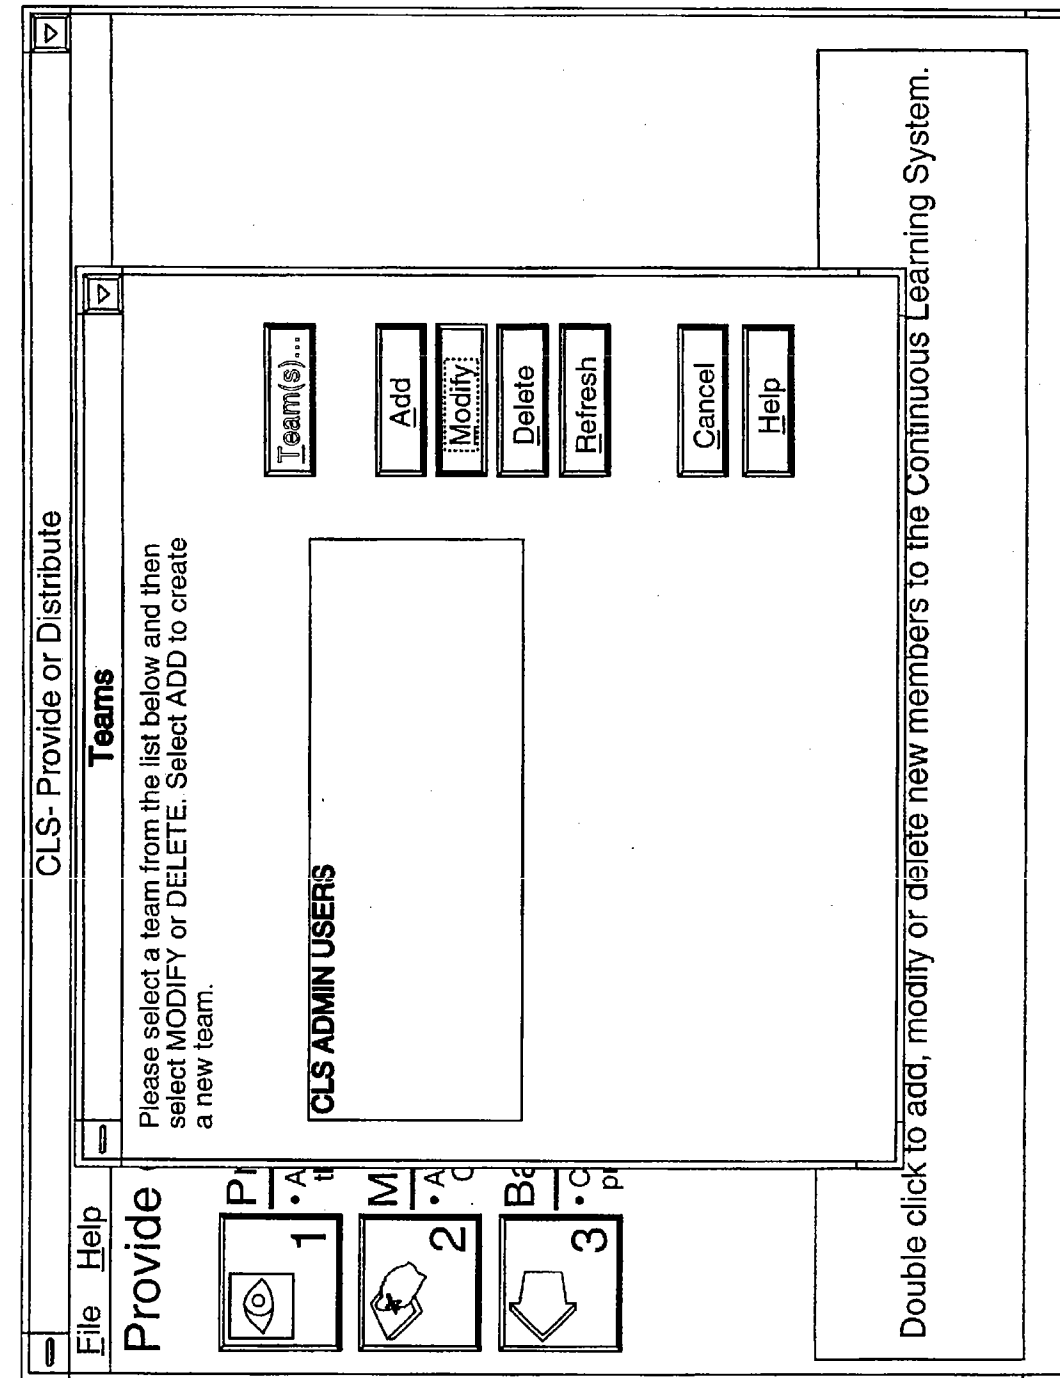 CLS- Provide or Distribute
File Help
Teams
Provide
Please select a team from the list below and then
select MODIFY or DELETE. Select ADD to create
a new team.
Team(s)...
CLS ADMIN USERS
Add
Modify
Delete
Refresh
Cancel
Help
1
2
3
Double click to add, modify or delete new members to the Continuous Learning System.